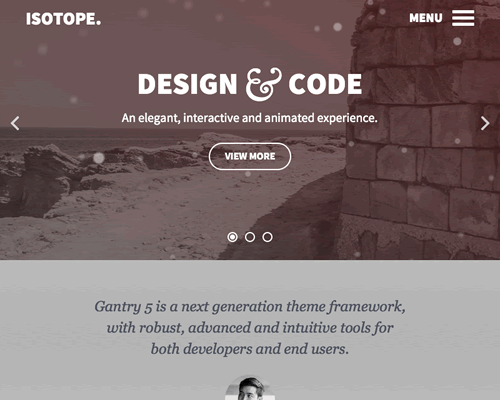 ISOTOPE.
MENU
DESIGN & CODE
An elegant, interactive and animated experience.
VIEW MORE
Gantry 5 is a next generation theme framework,
with robust, advanced and intuitive tools for
both developers and end users.